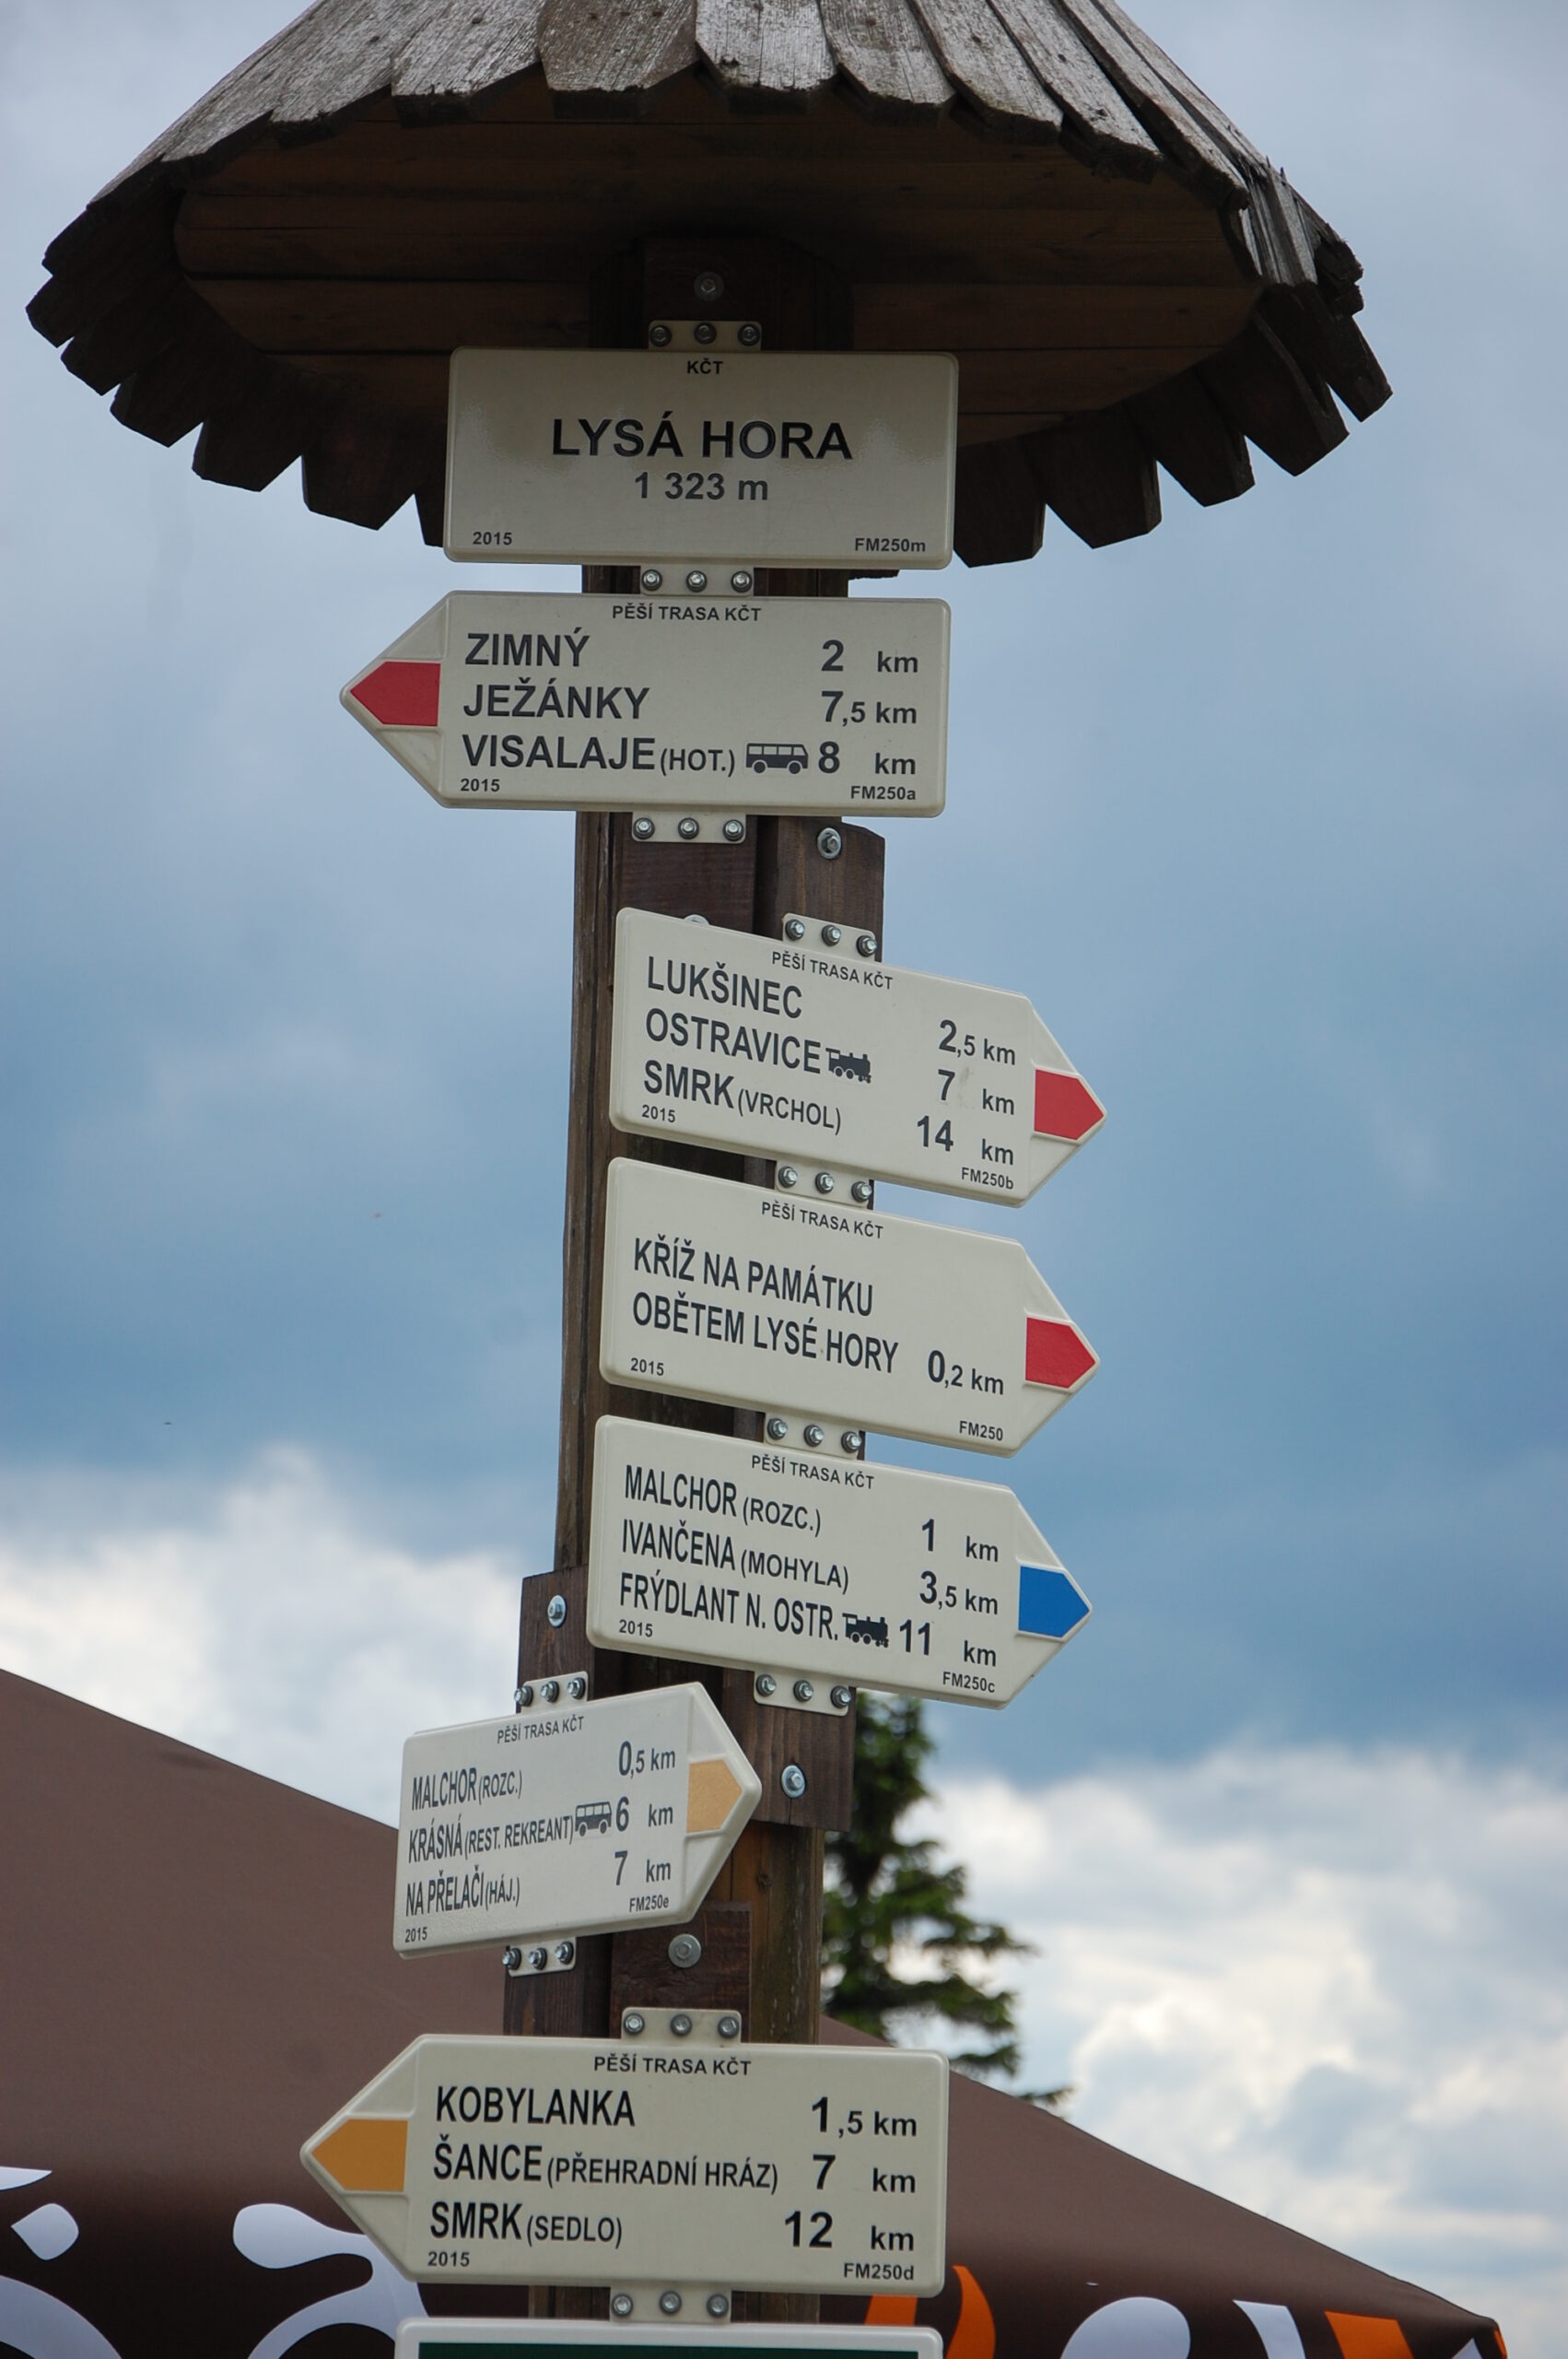 KČT
LYSÁ HORA
1 323 m
2015 FM250m
PĚŠÍ TRASA KČT
ZIMNÝ 2 km
JEŽÁNKY 7,5 km
VISALAJE (HOT.) 8 km
2015 FM250a
PĚŠÍ TRASA KČT
LUKŠINEC 2,5 km
OSTRAVICE 7 km
SMRK (VRCHOL) 14 km
2015 FM250b
PĚŠÍ TRASA KČT
KŘÍŽ NA PAMÁTKU
OBĚTEM LYSÉ HORY 0,2 km
2015 FM250
PĚŠÍ TRASA KČT
MALCHOR (ROZC.) 1 km
IVANČENA (MOHYLA) 3,5 km
FRÝDLANT N. OSTR. 11 km
2015 FM250c
PĚŠÍ TRASA KČT
MALCHOR (ROZC.) 0,5 km
KRÁSNÁ (REST. REKREANT) 6 km
NA PŘELAČÍ (HÁJ.) 7 km
2015 FM250e
PĚŠÍ TRASA KČT
KOBYLANKA 1,5 km
ŠANCE (PŘEHRADNÍ HRÁZ) 7 km
SMRK (SEDLO) 12 km
2015 FM250d